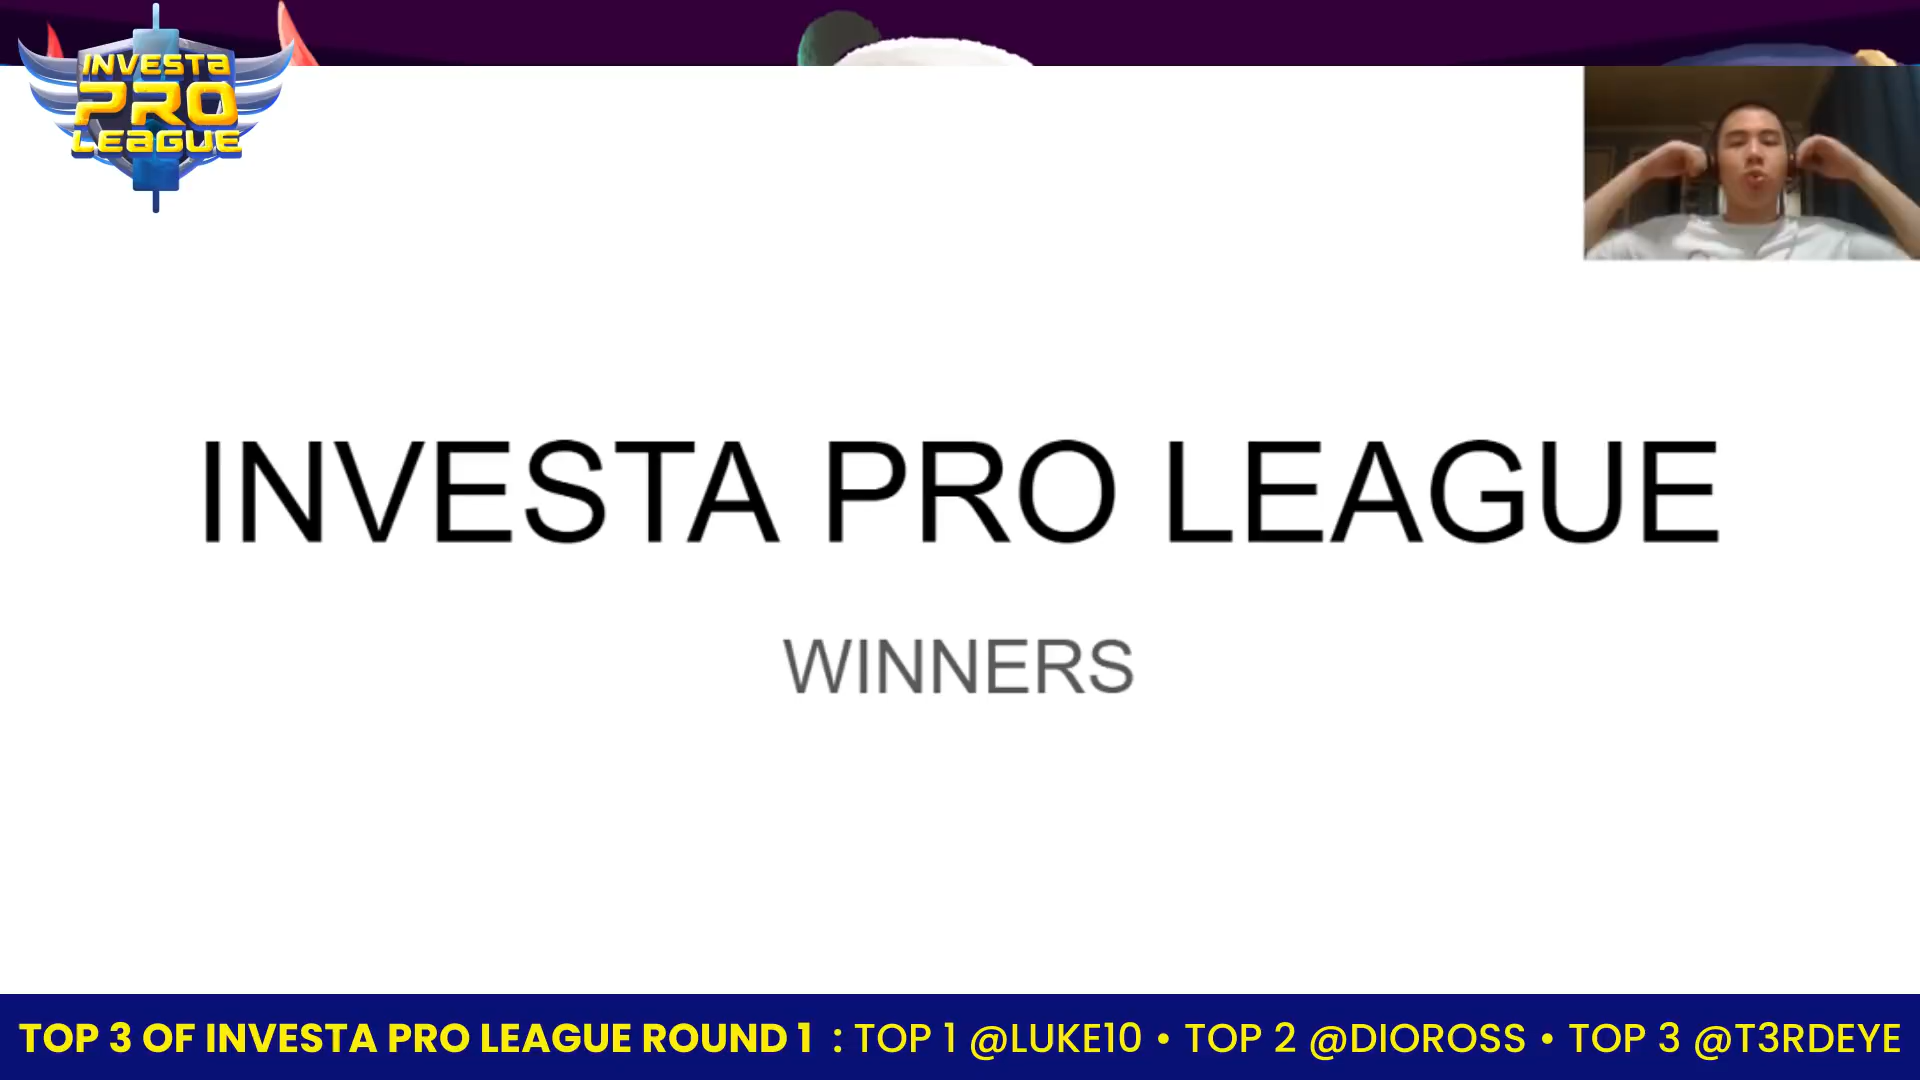 INVESTA
PRO
LEAGUE
INVESTA PRO LEAGUE
WINNERS
TOP 3 OF INVESTA PRO LEAGUE ROUND 1 : TOP 1 @LUKE10 • TOP 2 @DIOROSS • TOP 3 @T3RDEYE